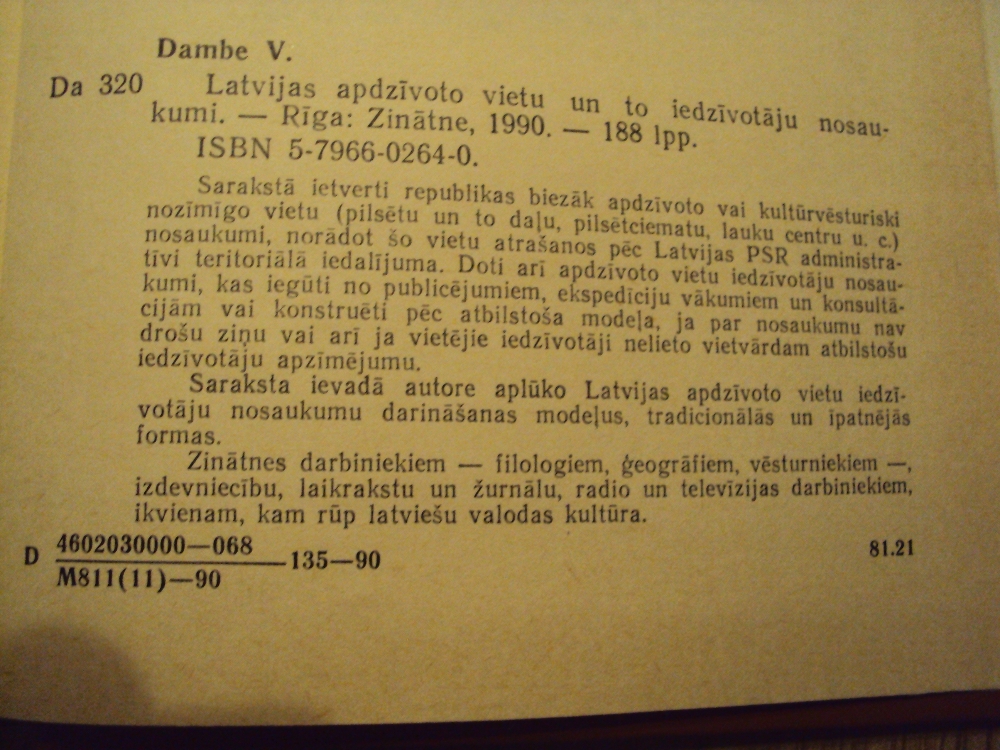 Dambe V.
Da 320 Latvijas apdzīvoto vietu un to iedzīvotāju nosau-
kumi. — Rīga: Zinātne, 1990. — 188 lpp.
ISBN 5-7966-0264-0.
Sarakstā ietverti republikas biezāk apdzīvoto vai kultūrvēsturiski
nozīmīgo vietu (pilsētu un to daļu, pilsētciematu, lauku centru u. c.)
nosaukumi, norādot šo vietu atrašanos pēc Latvijas PSR administra-
tīvi teritoriālā iedalījuma. Doti arī apdzīvoto vietu iedzīvotāju nosau-
kumi, kas iegūti no publicējumiem, ekspedīciju vākumiem un konsultā-
cijām vai konstruēti pēc atbilstoša modeļa, ja par nosaukumu nav
drošu ziņu vai arī ja vietējie iedzīvotāji nelieto vietvārdam atbilstošu
iedzīvotāju apzīmējumu.
Saraksta ievadā autore aplūko Latvijas apdzīvoto vietu iedzī-
votāju nosaukumu darināšanas modeļus, tradicionālās un īpatnējās
formas.
Zinātnes darbiniekiem — filologiem, ģeogrāfiem, vēsturniekiem —,
izdevniecību, laikrakstu un žurnālu, radio un televīzijas darbiniekiem,
ikvienam, kam rūp latviešu valodas kultūra.
D 4602030000—068 135—90 81.21
M811(11)—90